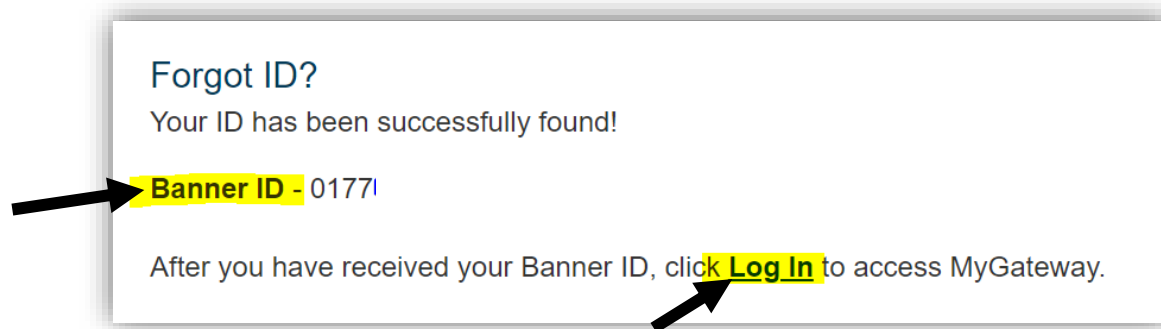 Forgot ID?
Your ID has been successfully found!
Banner ID - 0177
After you have received your Banner ID, click Log In to access MyGateway.